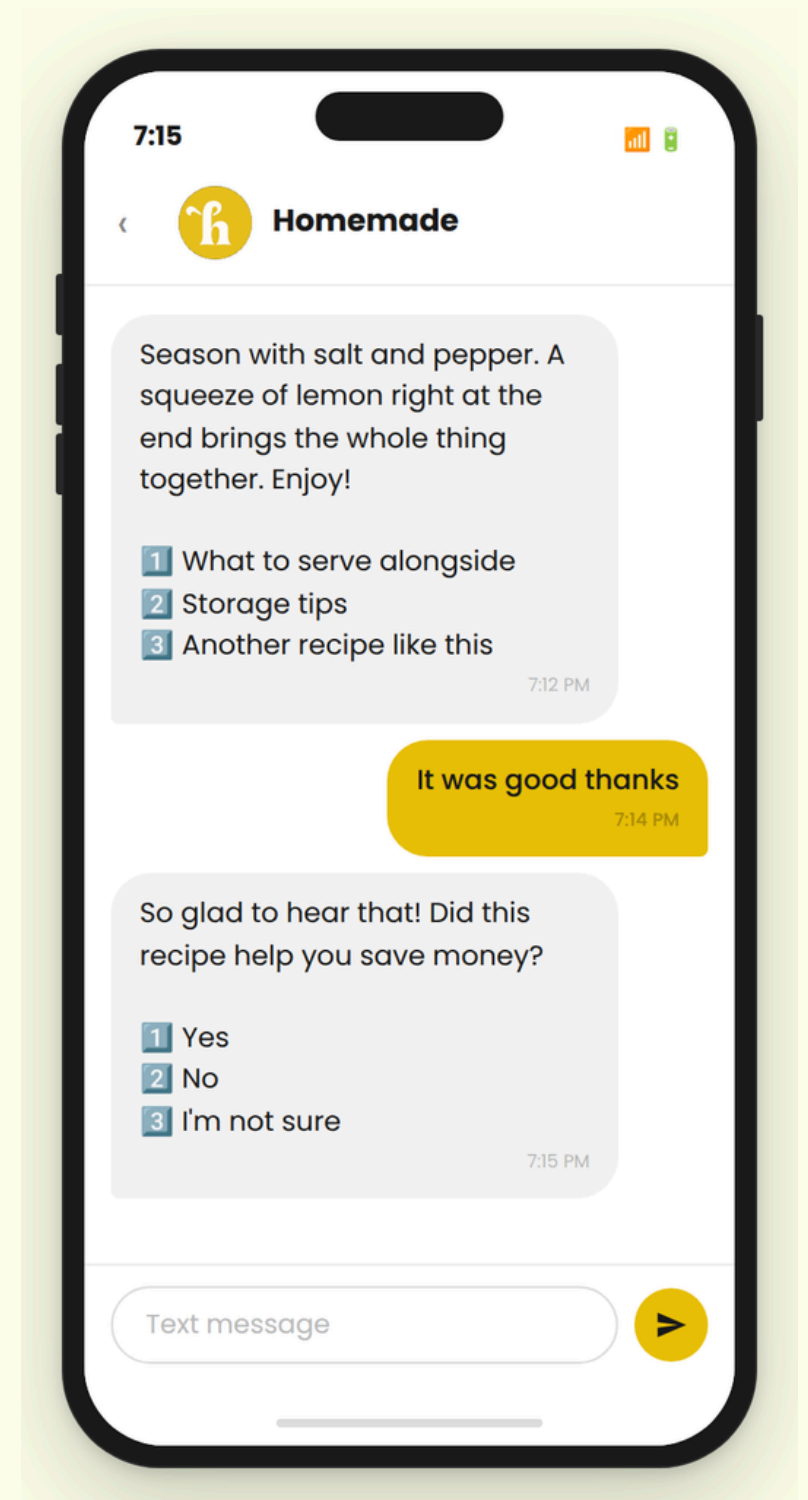 7:15
h
Homemade
Season with salt and pepper. A
squeeze of lemon right at the
end brings the whole thing
together. Enjoy!
1️⃣ What to serve alongside
2️⃣ Storage tips
3️⃣ Another recipe like this
7:12 PM
It was good thanks
7:14 PM
So glad to hear that! Did this
recipe help you save money?
1️⃣ Yes
2️⃣ No
3️⃣ I'm not sure
7:15 PM
Text message